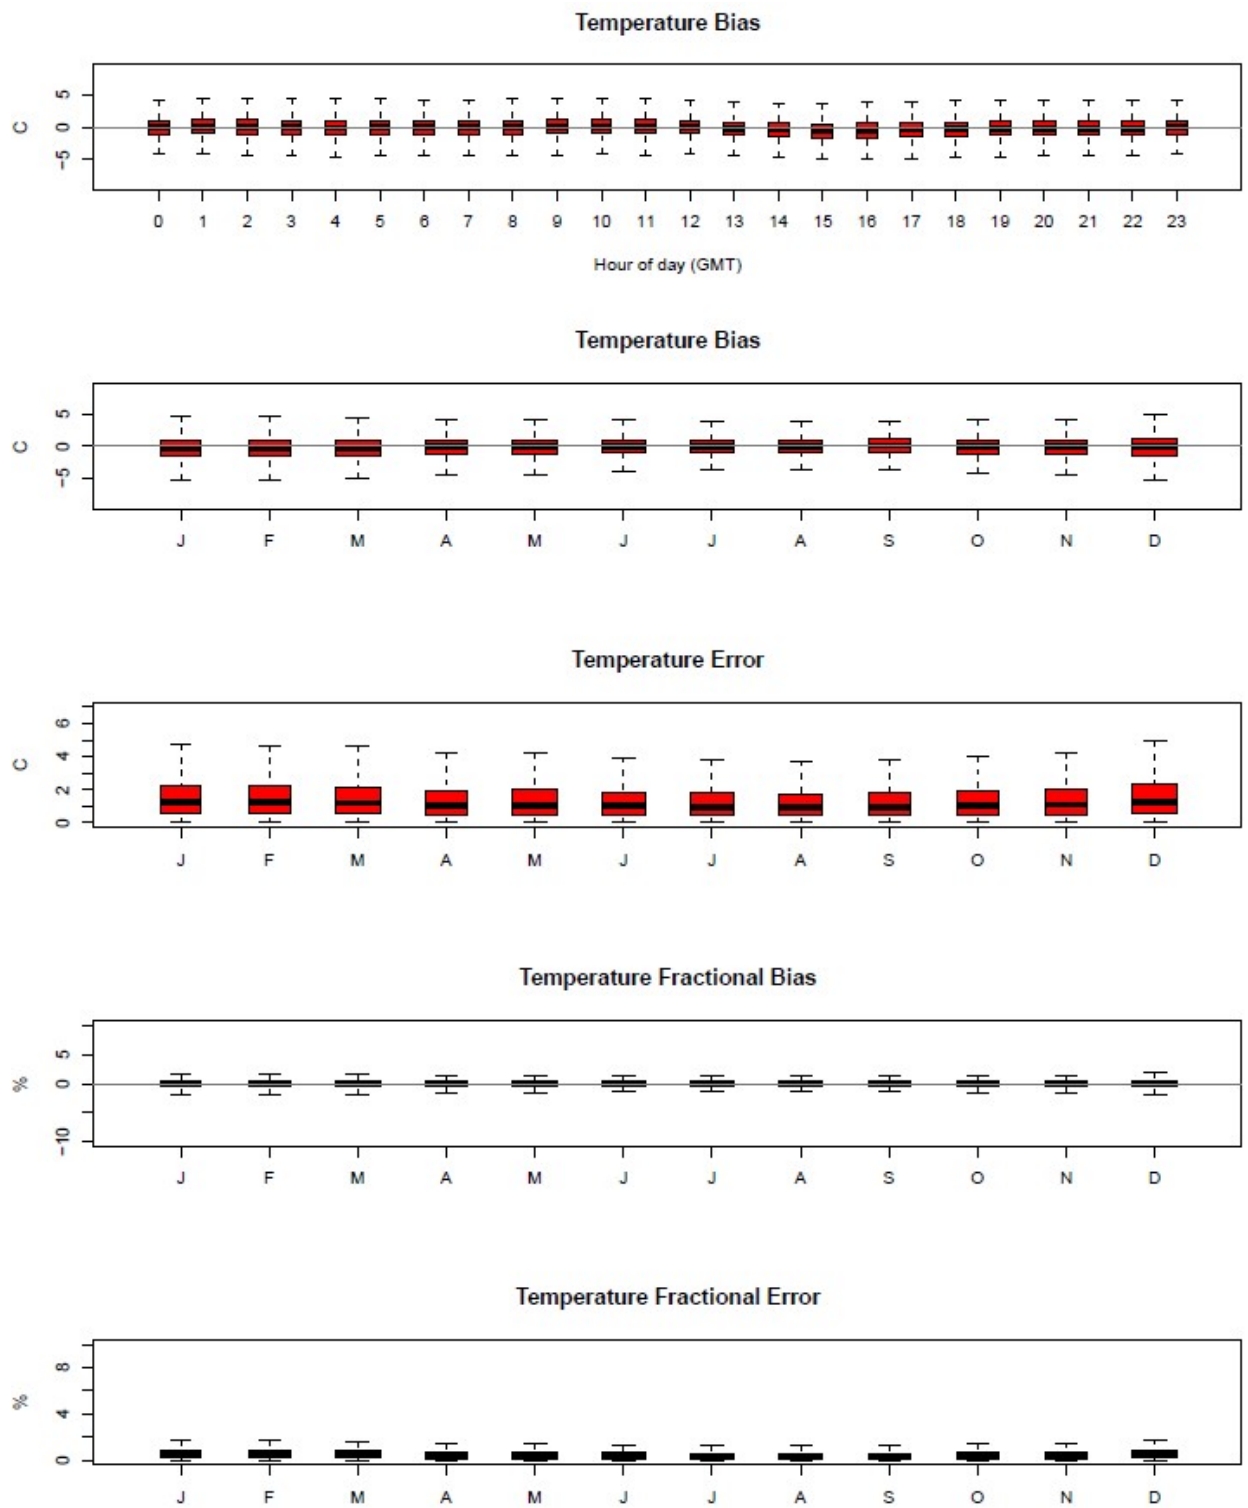 Temperature Bias
C
5
0
−5
0 1 2 3 4 5 6 7 8 9 10 11 12 13 14 15 16 17 18 19 20 21 22 23
Hour of day (GMT)
Temperature Bias
C
5
0
−5
J F M A M J J A S O N D
Temperature Error
C
6
4
2
0
J F M A M J J A S O N D
Temperature Fractional Bias
%
5
0
−10
J F M A M J J A S O N D
Temperature Fractional Error
%
8
4
0
J F M A M J J A S O N D